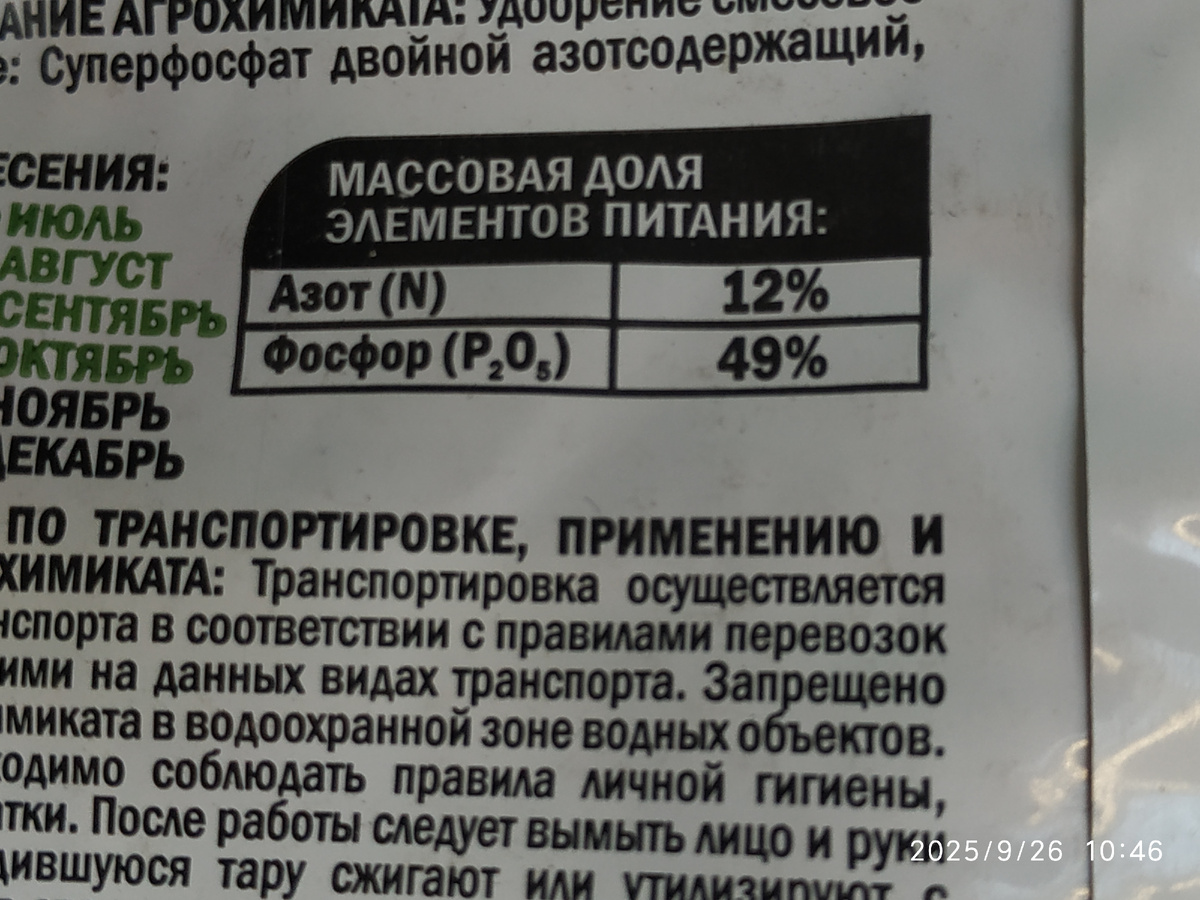 АНИЕ АГРОХИМИКАТА: Удобрение смесовое
е: Суперфосфат двойной азотсодержащий,
ЕСЕНИЯ:
ИЮЛЬ
АВГУСТ
СЕНТЯБРЬ
ОКТЯБРЬ
НОЯБРЬ
ДЕКАБРЬ
МАССОВАЯ ДОЛЯ
ЭЛЕМЕНТОВ ПИТАНИЯ:
Азот (N) 12%
Фосфор (P₂O₅) 49%
ПО ТРАНСПОРТИРОВКЕ, ПРИМЕНЕНИЮ И
ХИМИКАТА: Транспортировка осуществляется
нспорта в соответствии с правилами перевозок
ими на данных видах транспорта. Запрещено
имиката в водоохранной зоне водных объектов.
ходимо соблюдать правила личной гигиены,
атки. После работы следует вымыть лицо и руки
дившуюся тару сжигают или утилизируют с
2025/9/26 10:46